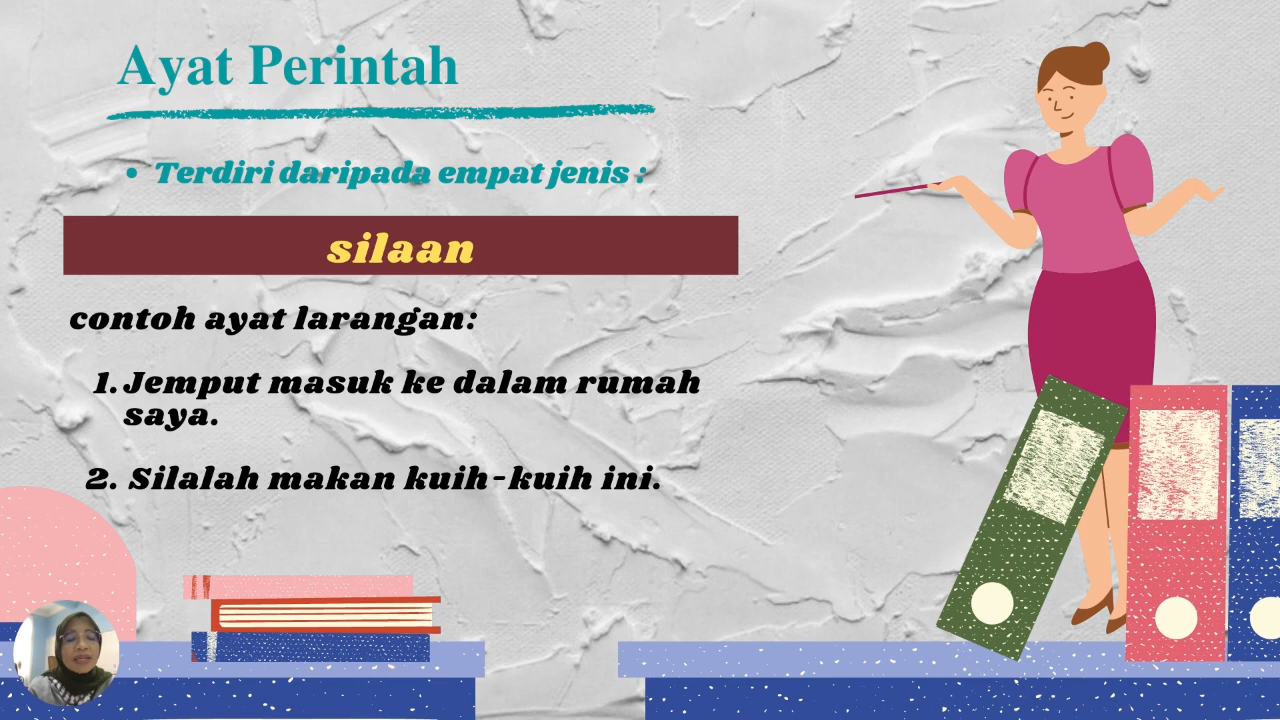 Ayat Perintah
• Terdiri daripada empat jenis :
silaan
contoh ayat larangan:
1. Jemput masuk ke dalam rumah
saya.
2. Silalah makan kuih-kuih ini.